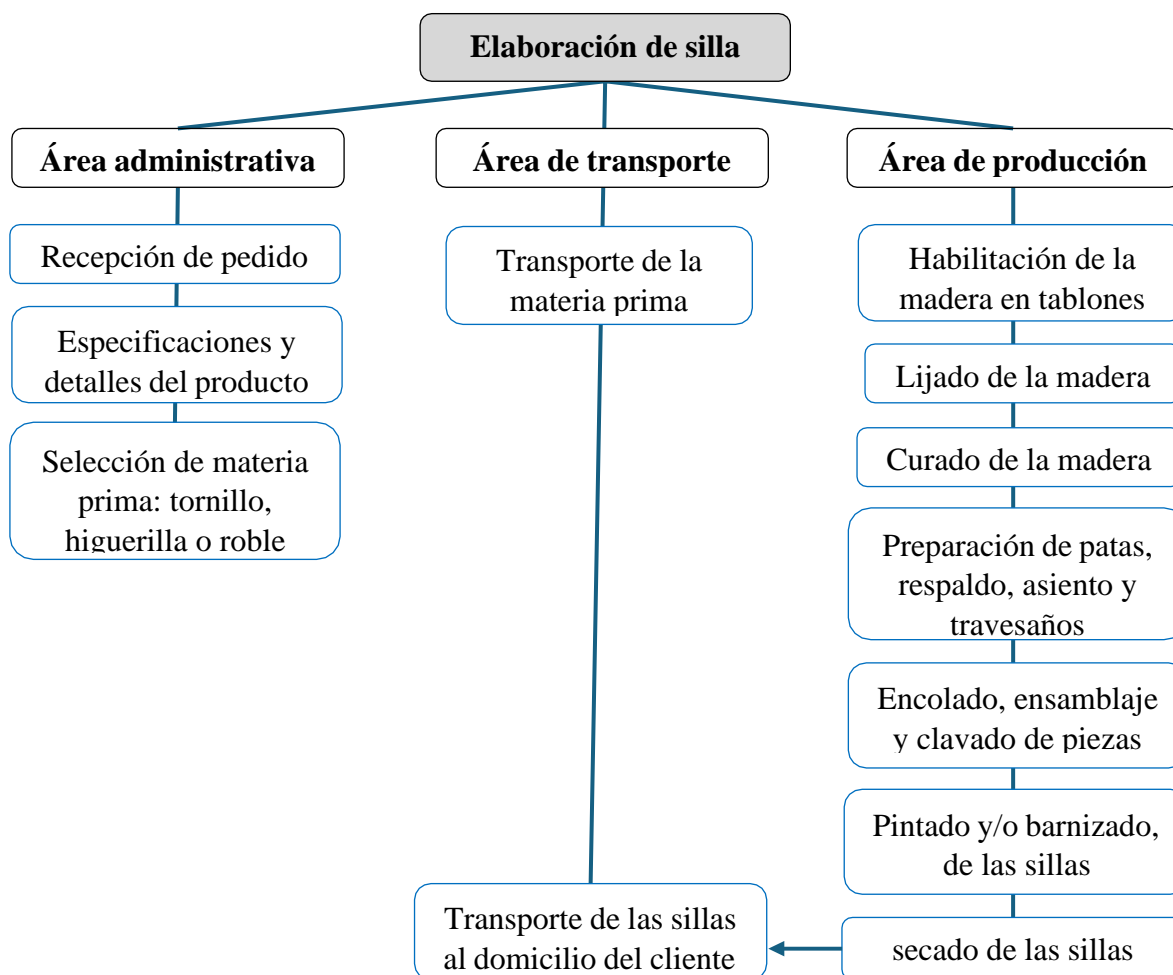 Elaboración de silla
Área administrativa
Recepción de pedido
Especificaciones y
detalles del producto
Selección de materia
prima: tornillo,
higuerilla o roble
Área de transporte
Transporte de la
materia prima
Transporte de las sillas
al domicilio del cliente
Área de producción
Habilitación de la
madera en tablones
Lijado de la madera
Curado de la madera
Preparación de patas,
respaldo, asiento y
travesaños
Encolado, ensamblaje
y clavado de piezas
Pintado y/o barnizado,
de las sillas
secado de las sillas